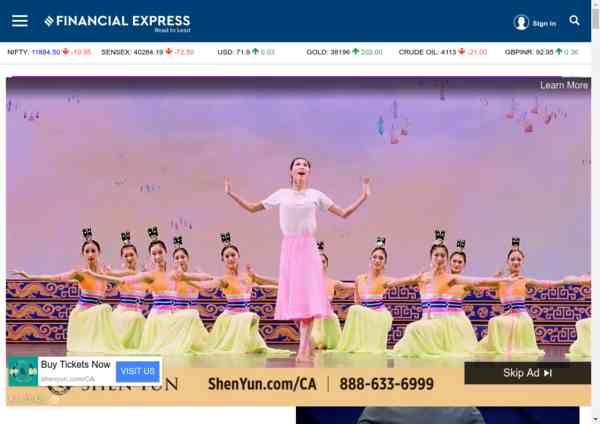 FINANCIAL EXPRESS
Read to Lead
Sign In
NIFTY: 11884.50 -10.95 SENSEX: 40284.19 -72.50 USD: 71.9 0.03 GOLD: 38196 202.00 CRUDE OIL: 4113 -21.00 GBPINR: 92.95 0.36
Learn More
Buy Tickets Now
shenyun.com/CA
VISIT US
SHEN YUN ShenYun.com/CA | 888-633-6999
Skip Ad